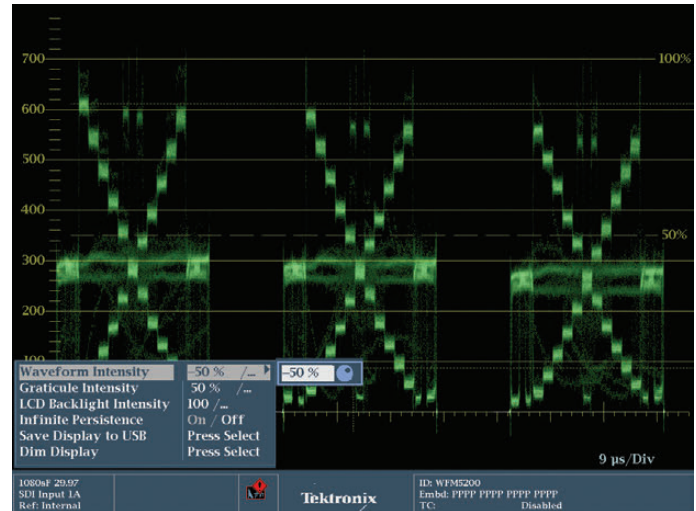 700
100%
600
500
400
50%
300
200
100
Waveform Intensity -50 % /... -50 %
Graticule Intensity 50 % /...
LCD Backlight Intensity 100 /...
Infinite Persistence On / Off
Save Display to USB Press Select
Dim Display Press Select
9 µs/Div
1080sF 29.97
SDI Input 1A
Ref: Internal
Tektronix
ID: WFM5200
Embd: PPPP PPPP PPPP PPPP
TC: Disabled